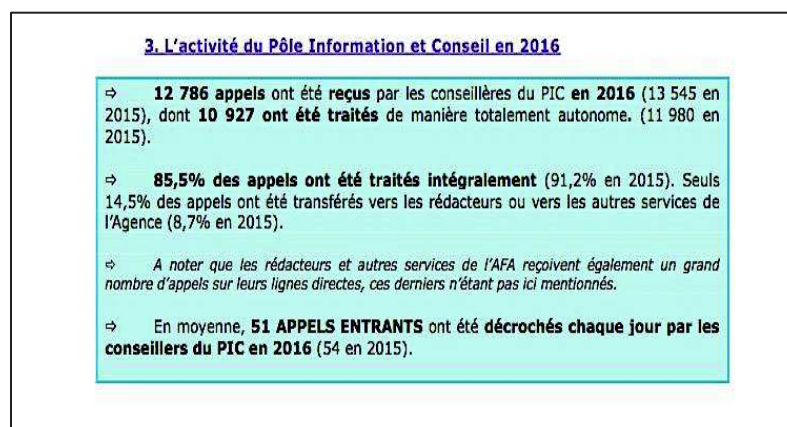 3. L'activité du Pôle Information et Conseil en 2016
⇨ 12 786 appels ont été reçus par les conseillères du PIC en 2016 (13 545 en
2015), dont 10 927 ont été traités de manière totalement autonome. (11 980 en
2015).
⇨ 85,5% des appels ont été traités intégralement (91,2% en 2015). Seuls
14,5% des appels ont été transférés vers les rédacteurs ou vers les autres services de
l'Agence (8,7% en 2015).
⇨ A noter que les rédacteurs et autres services de l'AFA reçoivent également un grand
nombre d'appels sur leurs lignes directes, ces derniers n'étant pas ici mentionnés.
⇨ En moyenne, 51 APPELS ENTRANTS ont été décrochés chaque jour par les
conseillers du PIC en 2016 (54 en 2015).